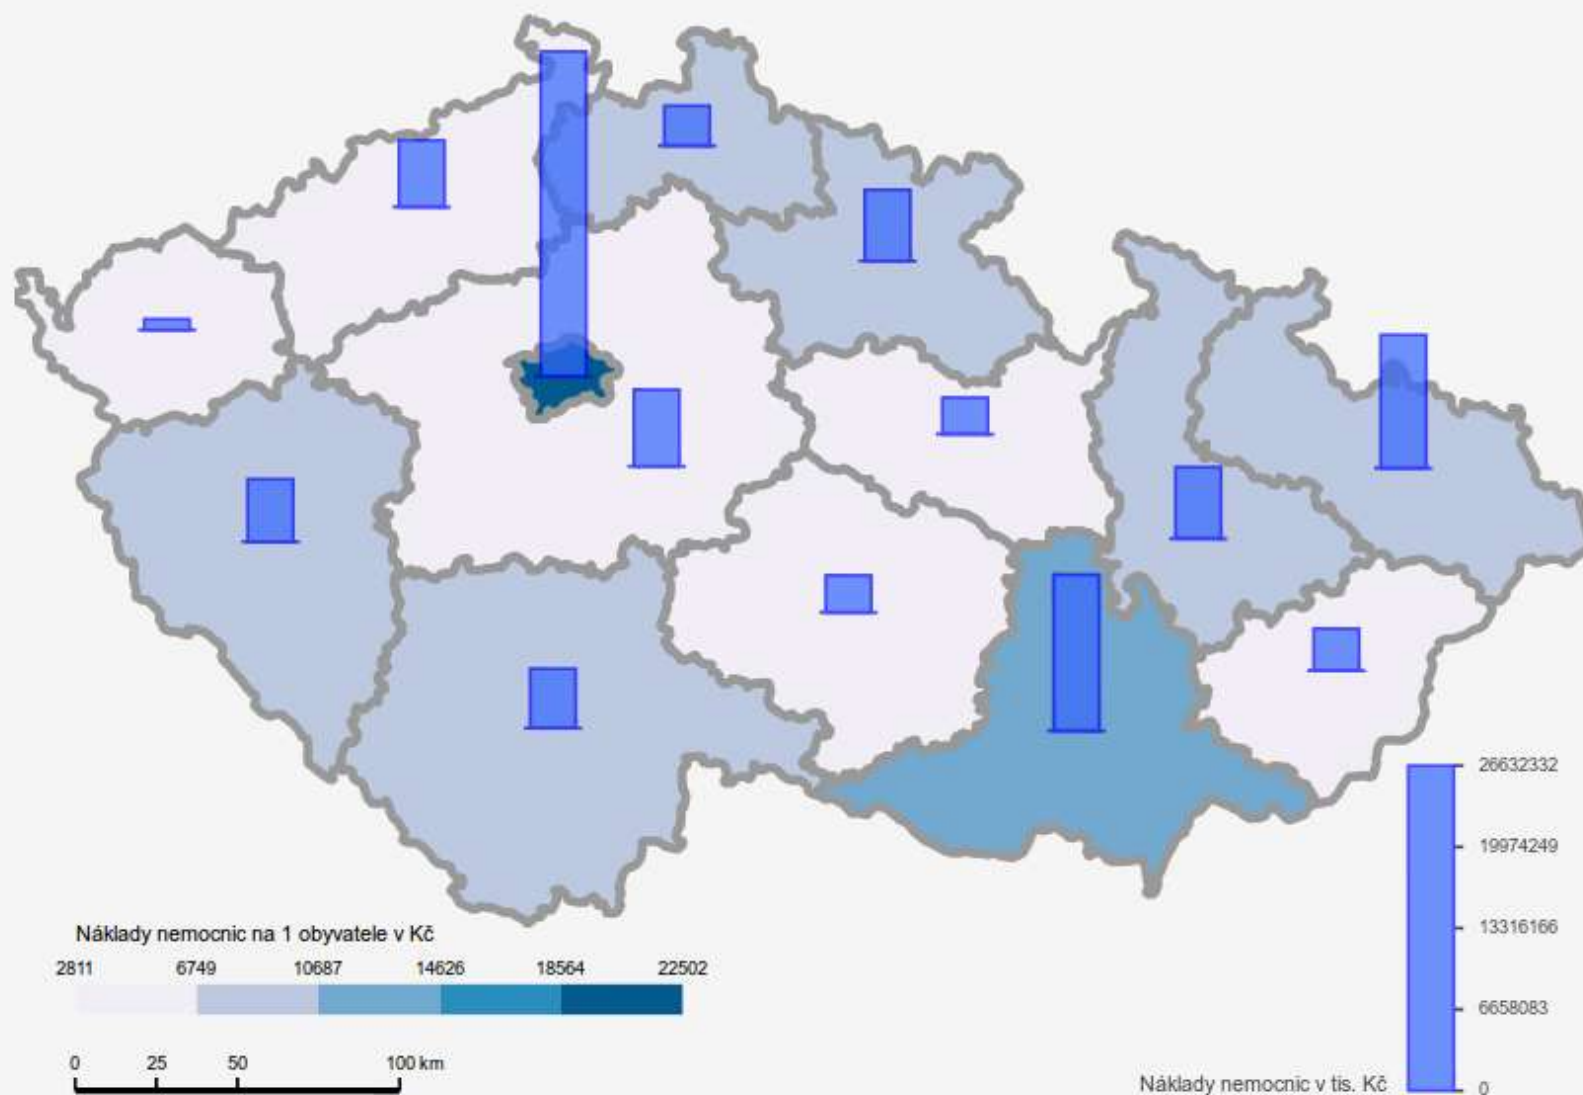 26632332
19974249
13316166
6658083
0
Náklady nemocnic v tis. Kč
Náklady nemocnic na 1 obyvatele v Kč
2811 6749 10687 14626 18564 22502
0 25 50 100 km